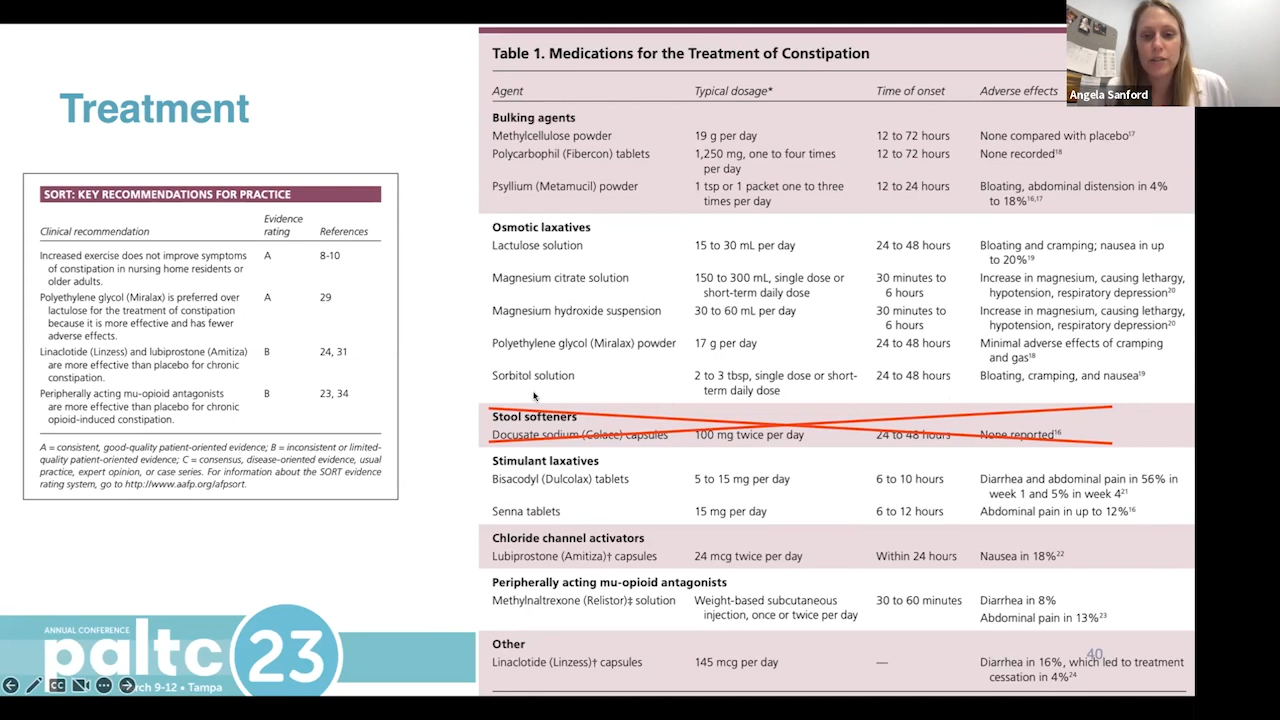 Treatment
SORT: KEY RECOMMENDATIONS FOR PRACTICE
Clinical recommendation Evidence rating References
Increased exercise does not improve symptoms A 8-10
of constipation in nursing home residents or
older adults.
Polyethylene glycol (Miralax) is preferred over A 29
lactulose for the treatment of constipation
because it is more effective and has fewer
adverse effects.
Linaclotide (Linzess) and lubiprostone (Amitiza) B 24, 31
are more effective than placebo for chronic
constipation.
Peripherally acting mu-opioid antagonists B 23, 34
are more effective than placebo for chronic
opioid-induced constipation.
A = consistent, good-quality patient-oriented evidence; B = inconsistent or limited-
quality patient-oriented evidence; C = consensus, disease-oriented evidence, usual
practice, expert opinion, or case series. For information about the SORT evidence
rating system, go to http://www.aafp.org/afpsort.
ANNUAL CONFERENCE
paltc 23
rch 9-12 • Tampa
CC
Table 1. Medications for the Treatment of Constipation
Agent Typical dosage* Time of onset Adverse effects
Bulking agents
Methylcellulose powder 19 g per day 12 to 72 hours None compared with placebo17
Polycarbophil (Fibercon) tablets 1,250 mg, one to four times 12 to 72 hours None recorded18
per day
Psyllium (Metamucil) powder 1 tsp or 1 packet one to three 12 to 24 hours Bloating, abdominal distension in 4%
times per day to 18%16,17
Osmotic laxatives
Lactulose solution 15 to 30 mL per day 24 to 48 hours Bloating and cramping; nausea in up
to 20%19
Magnesium citrate solution 150 to 300 mL, single dose or 30 minutes to Increase in magnesium, causing lethargy,
short-term daily dose 6 hours hypotension, respiratory depression20
Magnesium hydroxide suspension 30 to 60 mL per day 30 minutes to Increase in magnesium, causing lethargy,
6 hours hypotension, respiratory depression20
Polyethylene glycol (Miralax) powder 17 g per day 24 to 48 hours Minimal adverse effects of cramping
and gas18
Sorbitol solution 2 to 3 tbsp, single dose or short- 24 to 48 hours Bloating, cramping, and nausea19
term daily dose
Stool softeners
Docusate sodium (Colace) capsules 100 mg twice per day 24 to 48 hours None reported16
Stimulant laxatives
Bisacodyl (Dulcolax) tablets 5 to 15 mg per day 6 to 10 hours Diarrhea and abdominal pain in 56% in
week 1 and 5% in week 421
Senna tablets 15 mg per day 6 to 12 hours Abdominal pain in up to 12%16
Chloride channel activators
Lubiprostone (Amitiza)† capsules 24 mcg twice per day Within 24 hours Nausea in 18%22
Peripherally acting mu-opioid antagonists
Methylnaltrexone (Relistor)‡ solution Weight-based subcutaneous 30 to 60 minutes Diarrhea in 8%
injection, once or twice per day Abdominal pain in 13%23
Other
Linaclotide (Linzess)† capsules 145 mcg per day — Diarrhea in 16%, which led to treatment
cessation in 4%24
40
Angela Sanford